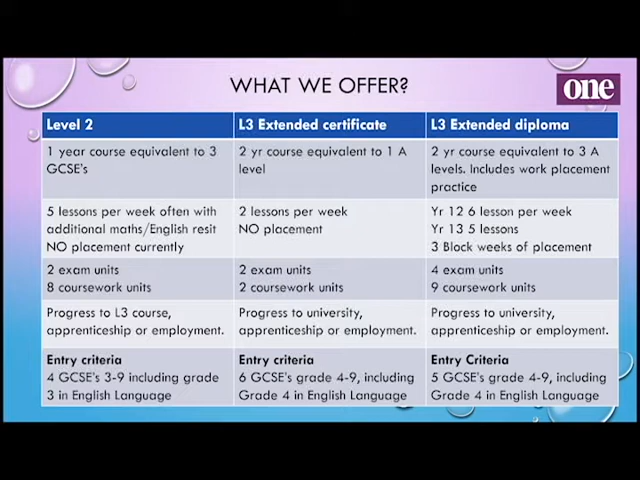 WHAT WE OFFER?
one
Level 2
L3 Extended certificate
L3 Extended diploma
1 year course equivalent to 3
GCSE's
2 yr course equivalent to 1 A
level
2 yr course equivalent to 3 A
levels. Includes work placement
practice
5 lessons per week often with
additional maths/English resit
NO placement currently
2 lessons per week
NO placement
Yr 12 6 lesson per week
Yr 13 5 lessons
3 Block weeks of placement
2 exam units
8 coursework units
2 exam units
2 coursework units
4 exam units
9 coursework units
Progress to L3 course,
apprenticeship or employment.
Progress to university,
apprenticeship or employment.
Progress to university,
apprenticeship or employment.
Entry criteria
4 GCSE's 3-9 including grade
3 in English Language
Entry criteria
6 GCSE's grade 4-9, including
Grade 4 in English Language
Entry Criteria
5 GCSE's grade 4-9, including
Grade 4 in English Language